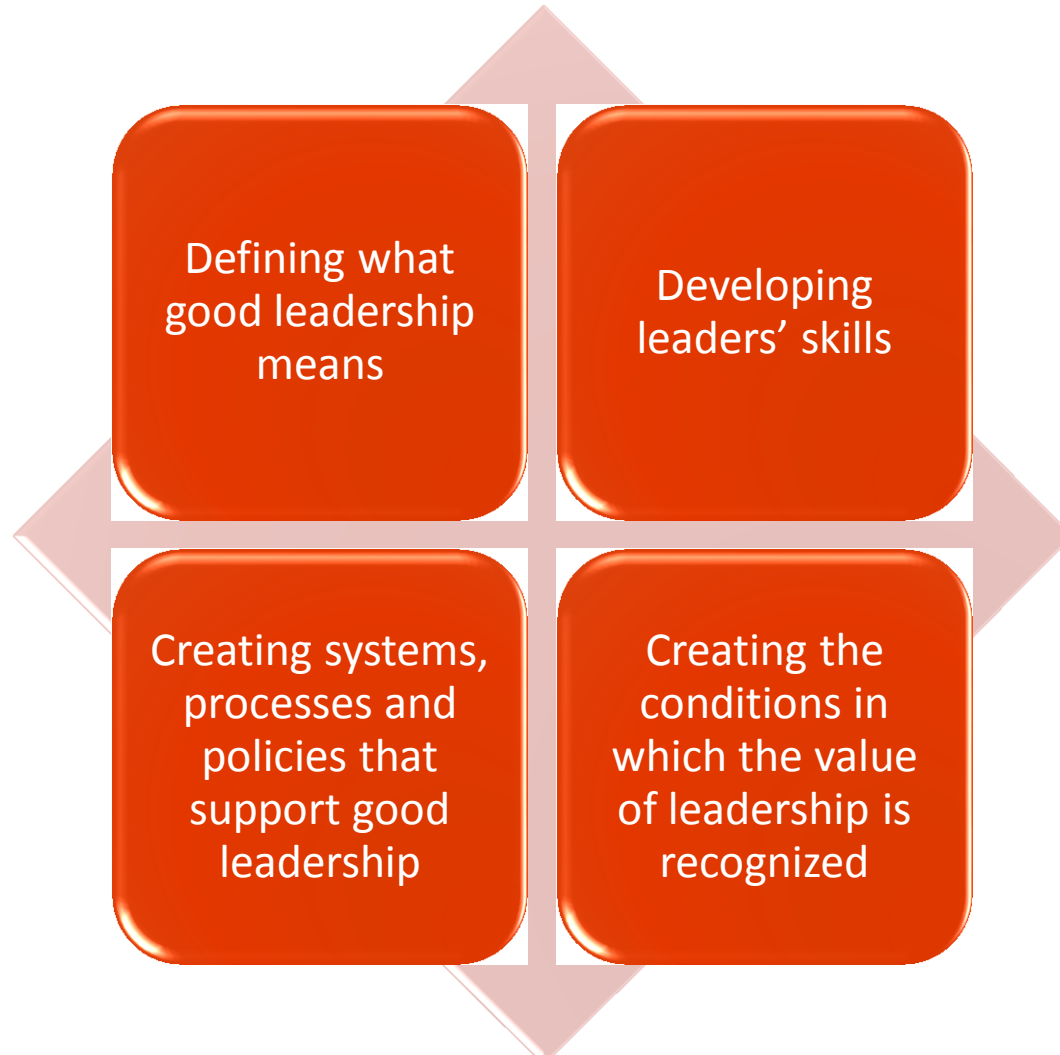 Defining what
good leadership
means
Developing
leaders’ skills
Creating systems,
processes and
policies that
support good
leadership
Creating the
conditions in
which the value
of leadership is
recognized